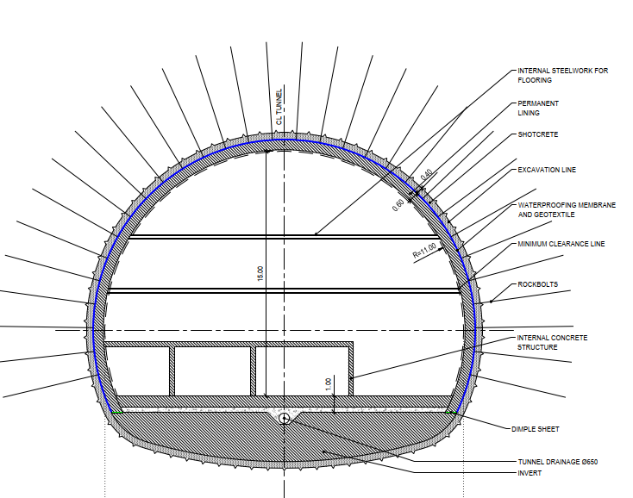 INTERNAL STEELWORK FOR
FLOORING
PERMANENT
LINING
SHOTCRETE
EXCAVATION LINE
WATERPROOFING MEMBRANE
AND GEOTEXTILE
MINIMUM CLEARANCE LINE
ROCKBOLTS
INTERNAL CONCRETE
STRUCTURE
DIMPLE SHEET
TUNNEL DRAINAGE Ø650
INVERT
CL TUNNEL
0.40
0.60
R=11.00
15.00
1.00